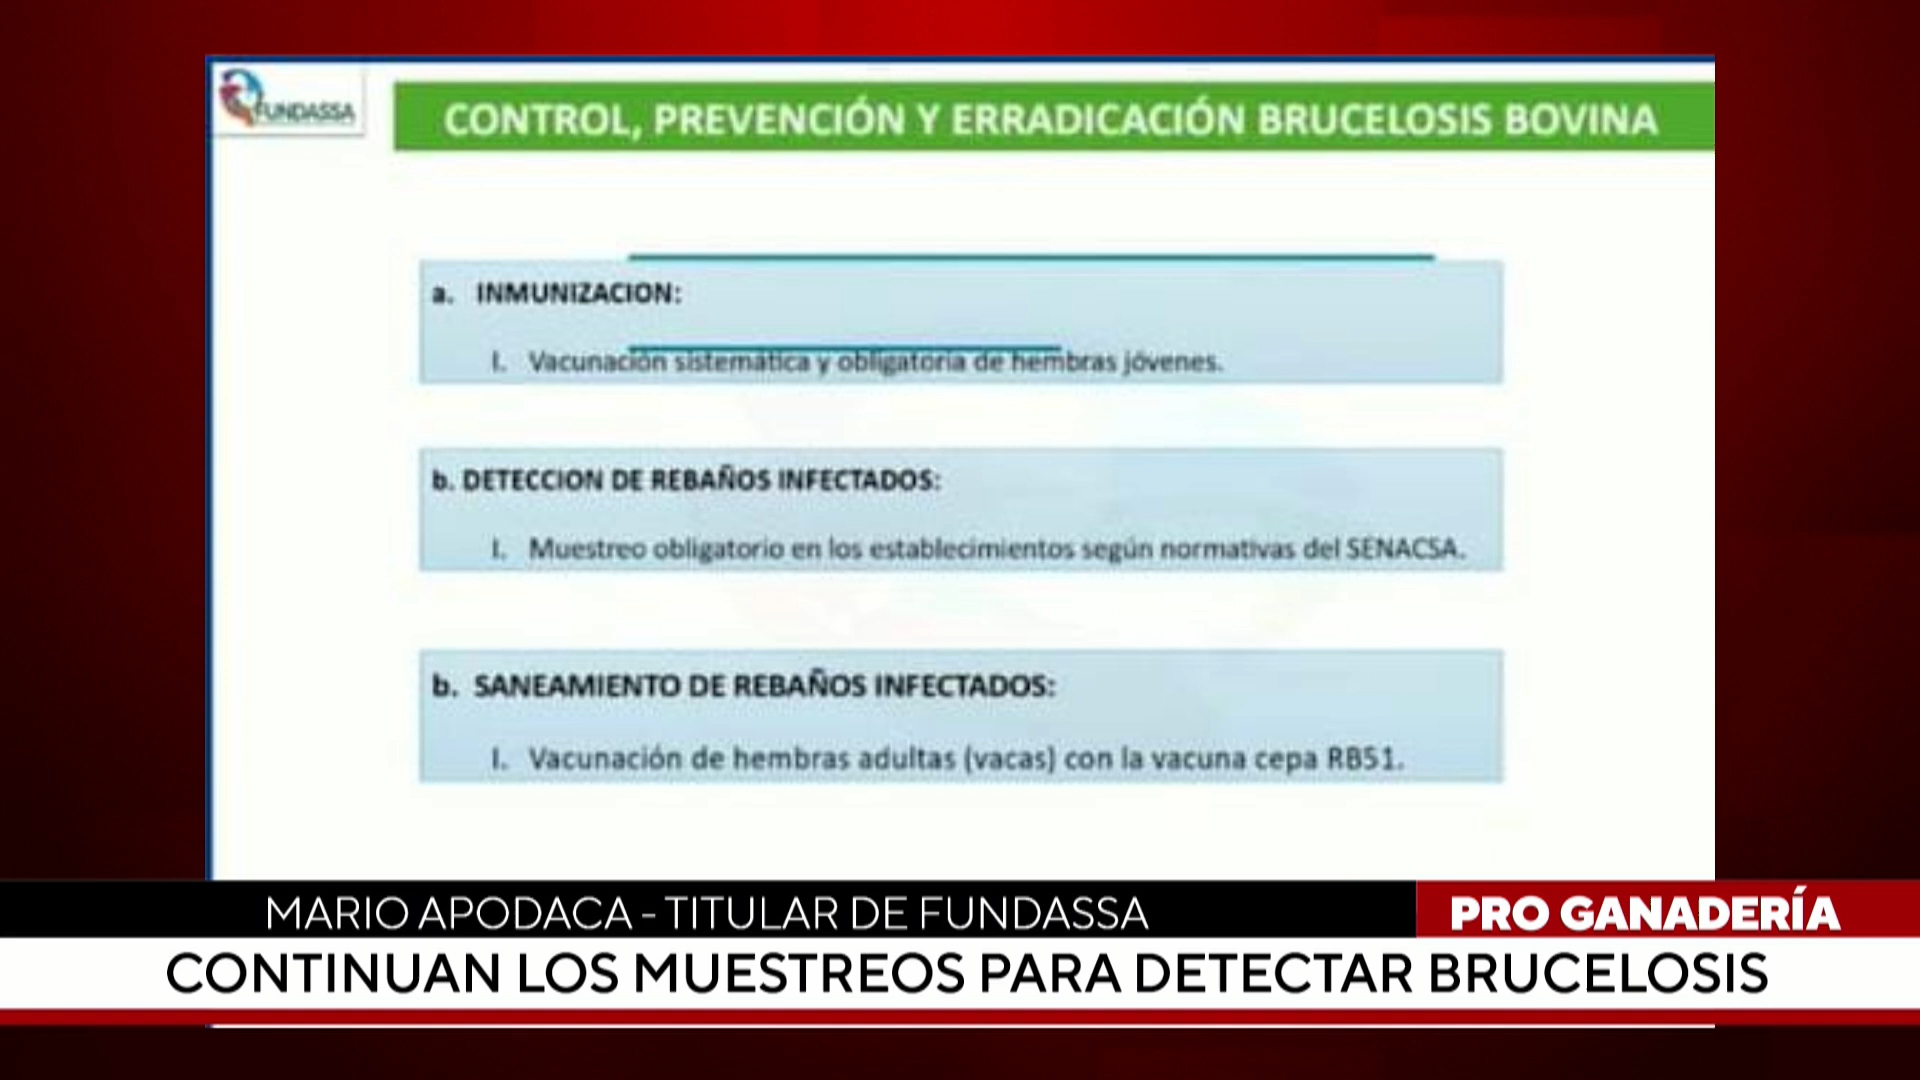 FUNDASSA
CONTROL, PREVENCIÓN Y ERRADICACIÓN BRUCELOSIS BOVINA
a. INMUNIZACION:
I. Vacunación sistemática y obligatoria de hembras jóvenes.
b. DETECCION DE REBAÑOS INFECTADOS:
I. Muestreo obligatorio en los establecimientos según normativas del SENACSA.
b. SANEAMIENTO DE REBAÑOS INFECTADOS:
I. Vacunación de hembras adultas (vacas) con la vacuna cepa RB51.
MARIO APODACA - TITULAR DE FUNDASSA
PRO GANADERÍA
CONTINUAN LOS MUESTREOS PARA DETECTAR BRUCELOSIS